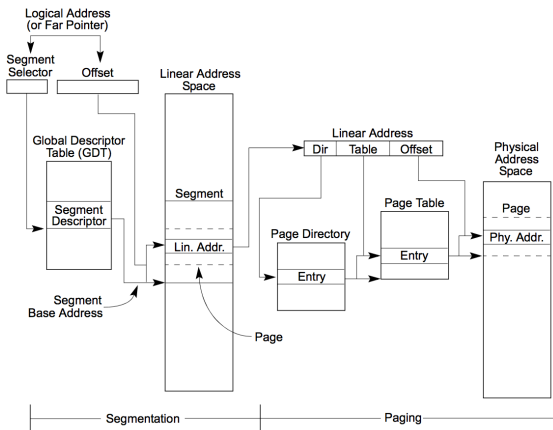 Logical Address
(or Far Pointer)
Segment
Selector
Offset
Linear Address
Space
Global Descriptor
Table (GDT)
Segment
Descriptor
Segment
Lin. Addr.
Segment
Base Address
Page
Linear Address
Dir
Table
Offset
Page Directory
Entry
Page Table
Entry
Physical
Address
Space
Page
Phy. Addr.
Segmentation
Paging